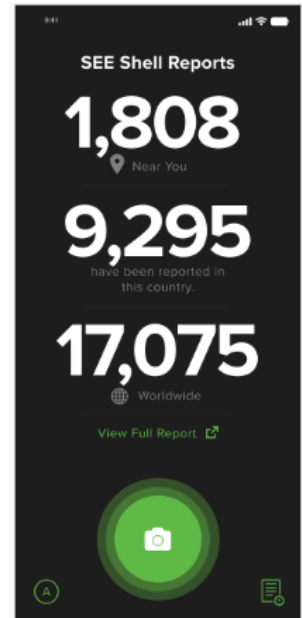 9:41
SEE Shell Reports
1,808
Near You
9,295
have been reported in
this country.
17,075
Worldwide
View Full Report
A